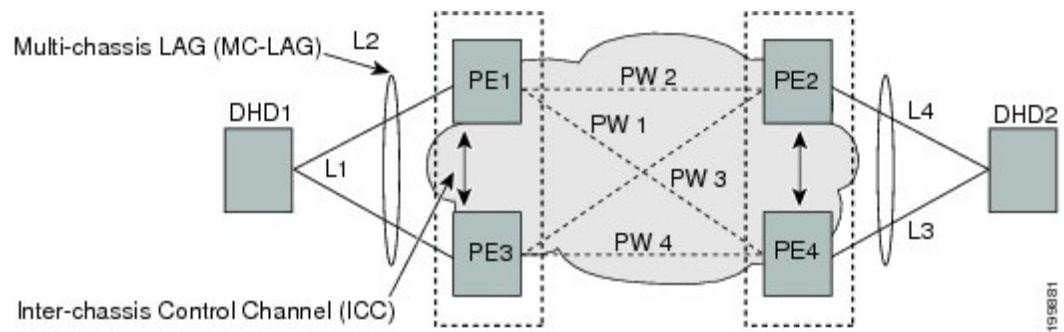 Multi-chassis LAG (MC-LAG)
L2
PE1
PW 2
PE2
DHD1
PW 1
L4
DHD2
L1
PW 3
PE3
PW 4
PE4
L3
Inter-chassis Control Channel (ICC)